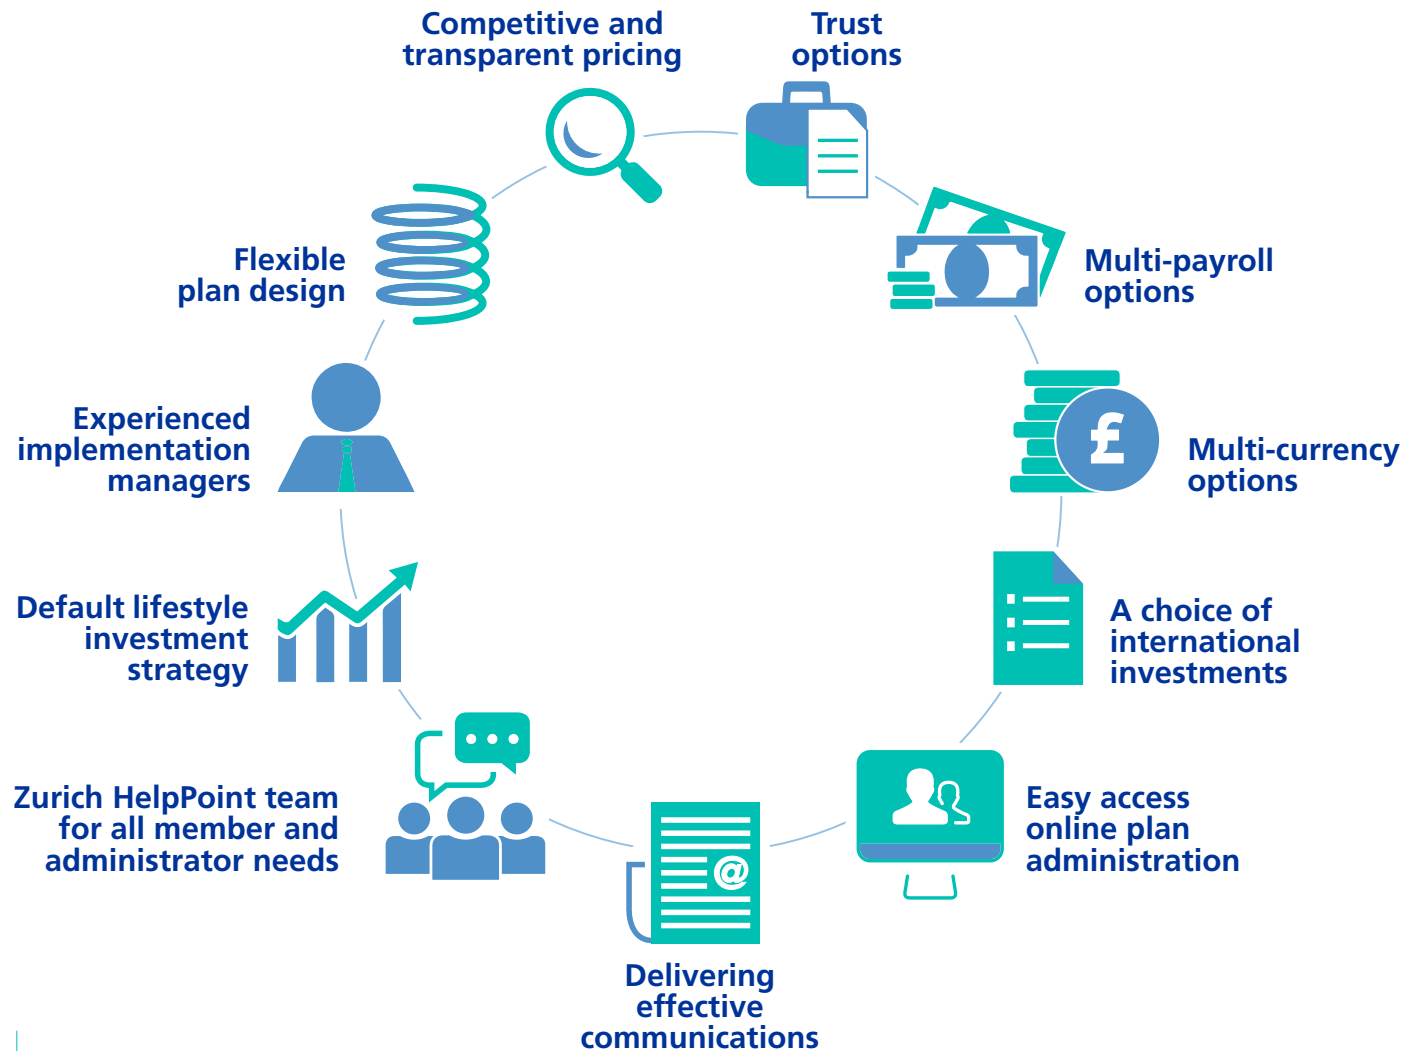 Competitive and
transparent pricing
Trust
options
Multi-payroll
options
£
Multi-currency
options
A choice of
international
investments
Easy access
online plan
administration
@
Delivering
effective
communications
Zurich HelpPoint team
for all member and
administrator needs
Default lifestyle
investment
strategy
Experienced
implementation
managers
Flexible
plan design